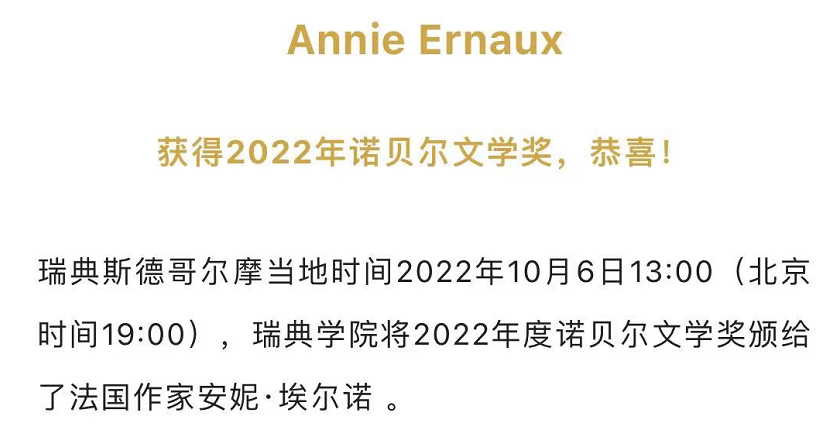 Annie Ernaux
获得2022年诺贝尔文学奖，恭喜！
瑞典斯德哥尔摩当地时间2022年10月6日13:00（北京
时间19:00），瑞典学院将2022年度诺贝尔文学奖颁给
了法国作家安妮·埃尔诺 。